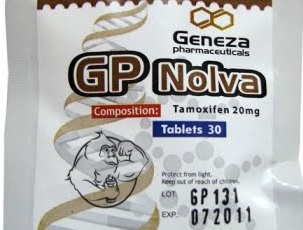 Geneza
pharmaceuticals
GP Nolva
Composition: Tamoxifen 20mg
Tablets 30
Protect from light,
Keep out of reach of children.
LOT: GP 131
EXP.: 072011